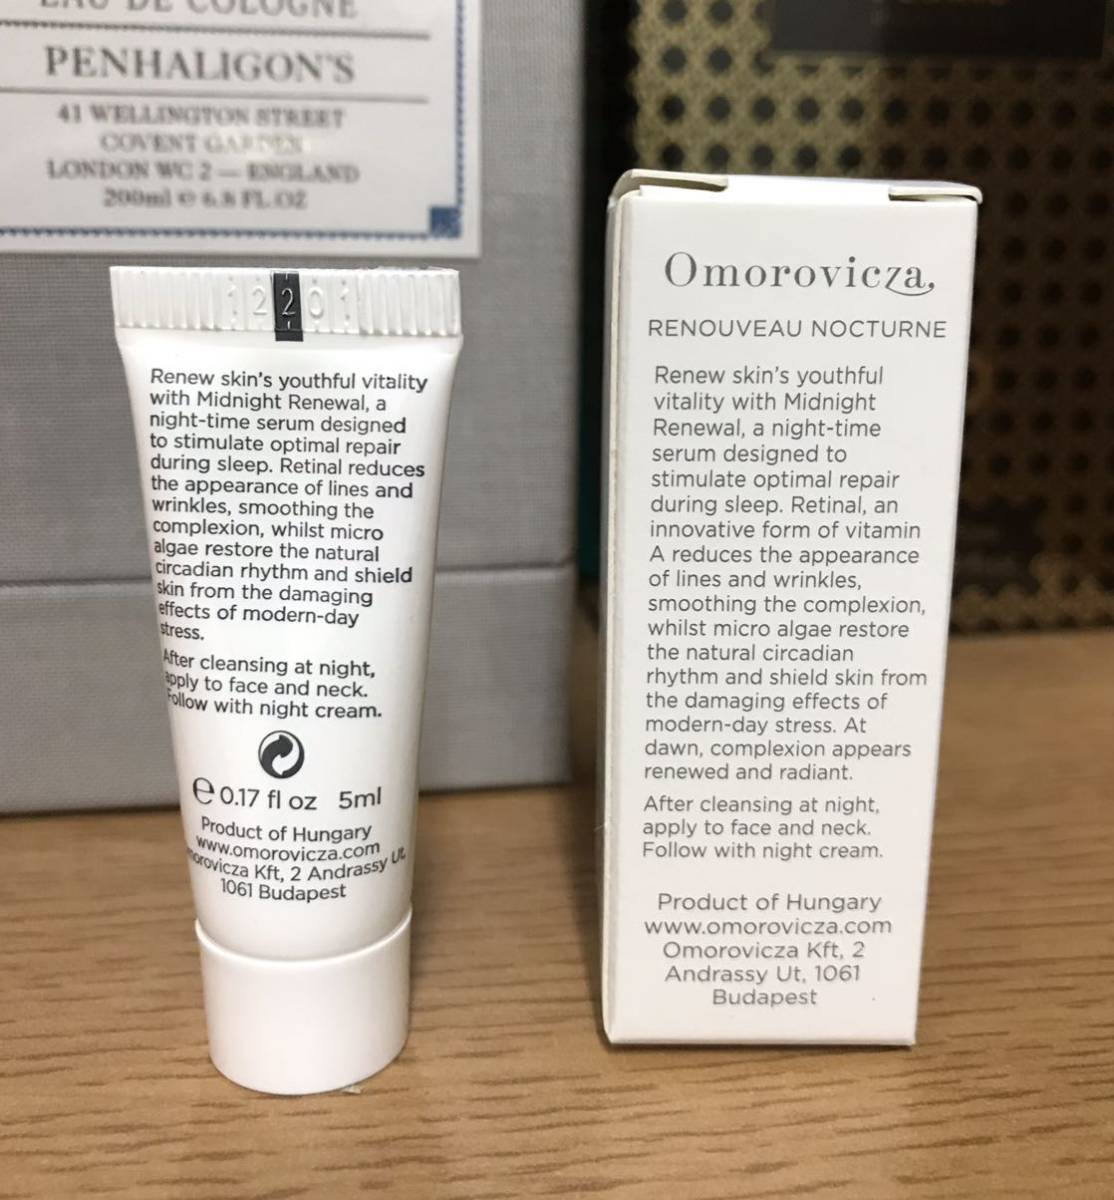 EAU DE COLOGNE
PENHALIGON'S
41 WELLINGTON STREET
COVENT GARDEN
LONDON WC 2 — ENGLAND
200ml e 6.8 FL.OZ
12201
Renew skin's youthful vitality
with Midnight Renewal, a
night-time serum designed
to stimulate optimal repair
during sleep. Retinal reduces
the appearance of lines and
wrinkles, smoothing the
complexion, whilst micro
algae restore the natural
circadian rhythm and shield
skin from the damaging
effects of modern-day
stress.
After cleansing at night,
apply to face and neck.
Follow with night cream.
e 0.17 fl oz 5ml
Product of Hungary
www.omorovicza.com
morovicza Kft, 2 Andrassy Ut,
1061 Budapest
Omorovicza
RENOUVEAU NOCTURNE
Renew skin's youthful
vitality with Midnight
Renewal, a night-time
serum designed to
stimulate optimal repair
during sleep. Retinal, an
innovative form of vitamin
A reduces the appearance
of lines and wrinkles,
smoothing the complexion,
whilst micro algae restore
the natural circadian
rhythm and shield skin from
the damaging effects of
modern-day stress. At
dawn, complexion appears
renewed and radiant.
After cleansing at night,
apply to face and neck.
Follow with night cream.
Product of Hungary
www.omorovicza.com
Omorovicza Kft, 2
Andrassy Ut, 1061
Budapest